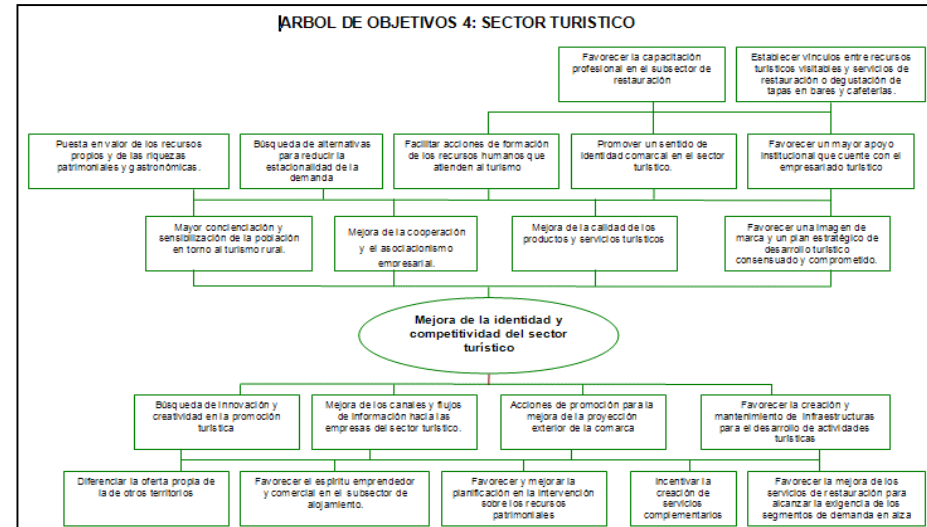 ARBOL DE OBJETIVOS 4: SECTOR TURISTICO
Favorecer la capacitación
profesional en el subsector de
restauración
Establecer vínculos entre recursos
turísticos visitables y servicios de
restauración o degustación de
tapas en bares y cafeterías.
Puesta en valor de los recursos
propios y de las riquezas
patrimoniales y gastronómicas.
Búsqueda de alternativas
para reducir la
estacionalidad de la
demanda
Facilitar acciones de formación
de los recursos humanos que
atienden al turismo
Promover un sentido de
identidad comarcal en el sector
turístico.
Favorecer un mayor apoyo
institucional que cuente con el
empresariado turístico
Mayor concienciación y
sensibilización de la población
en torno al turismo rural.
Mejora de la cooperación
y el asociacionismo
empresarial.
Mejora de la calidad de los
productos y servicios turísticos
Favorecer una imagen de
marca y un plan estratégico de
desarrollo turístico
consensuado y comprometido.
Mejora de la identidad y
competitividad del sector
turístico
Búsqueda de innovación y
creatividad en la promoción
turística
Mejora de los canales y flujos
de información hacia las
empresas del sector turístico.
Acciones de promoción para la
mejora de la proyección
exterior de la comarca
Favorecer la creación y
mantenimiento de infraestructuras
para el desarrollo de actividades
turísticas
Diferenciar la oferta propia de
la de otros territorios
Favorecer el espíritu emprendedor
y comercial en el subsector de
alojamiento.
Favorecer y mejorar la
planificación en la intervención
sobre los recursos
patrimoniales
Incentivar la
creación de
servicios
complementarios
Favorecer la mejora de los
servicios de restauración para
alcanzar la exigencia de los
segmentos de demanda en alza